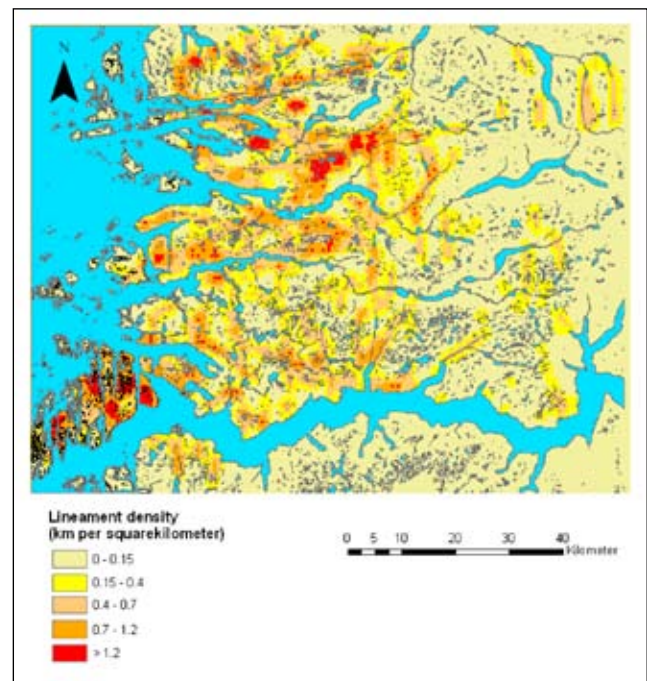 N
Lineament density
(km per squarekilometer)
0 - 0.15
0.15 - 0.4
0.4 - 0.7
0.7 - 1.2
> 1.2
0 5 10 20 30 40
Kilometer